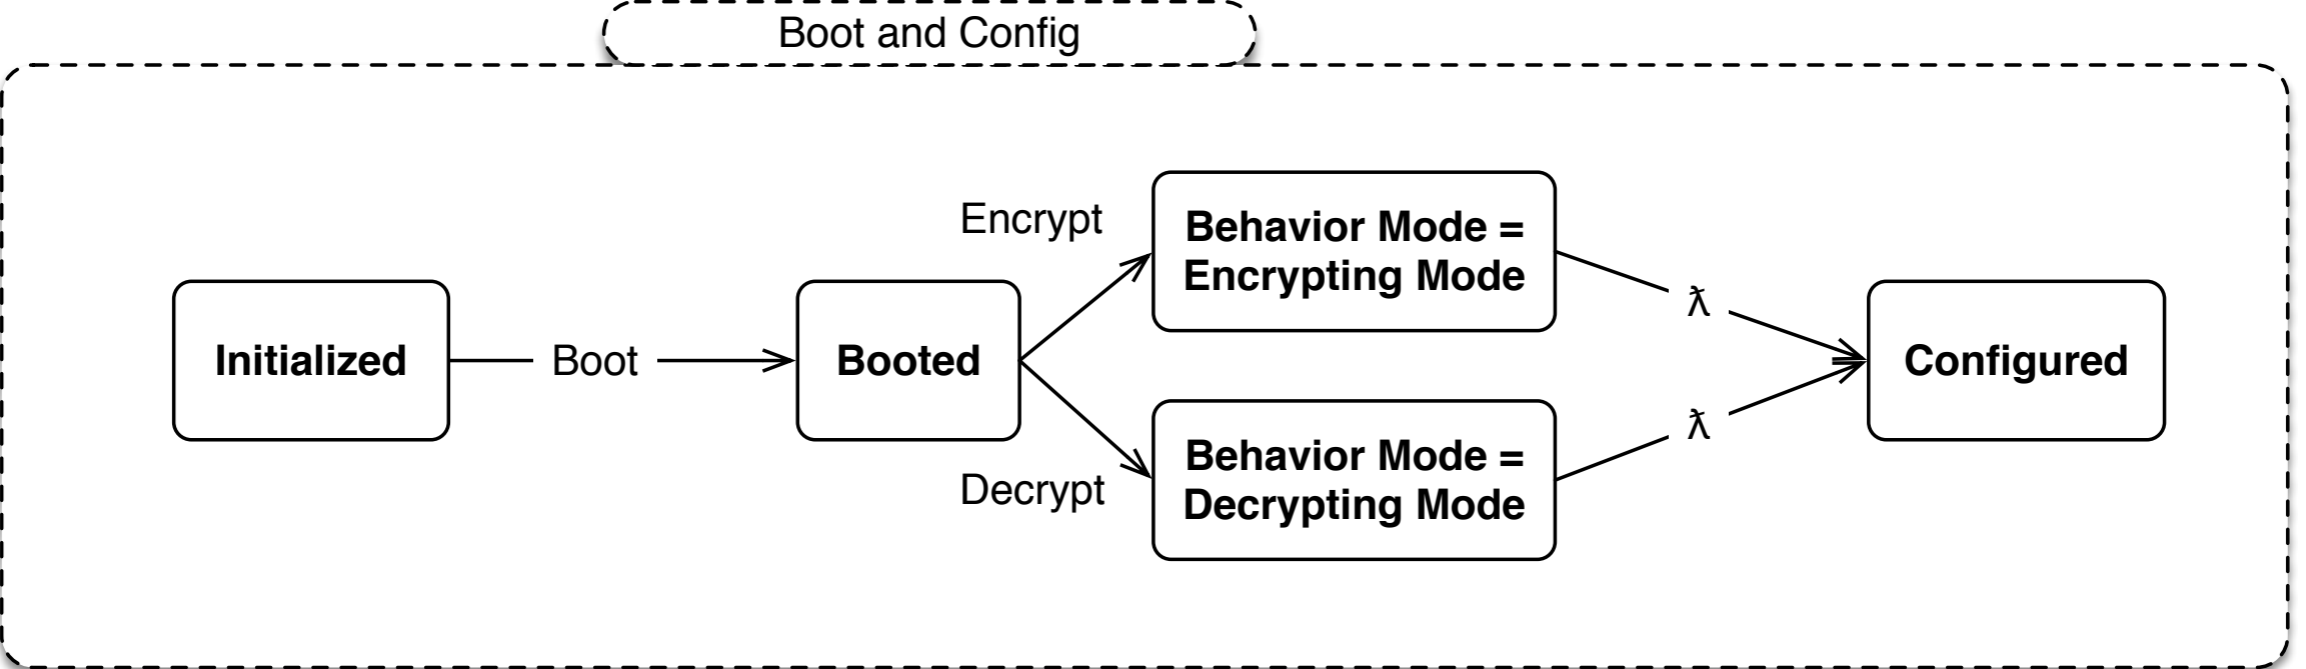 Boot and Config
Initialized
Boot
Booted
Encrypt
Decrypt
Behavior Mode =
Encrypting Mode
Behavior Mode =
Decrypting Mode
ƛ
ƛ
Configured